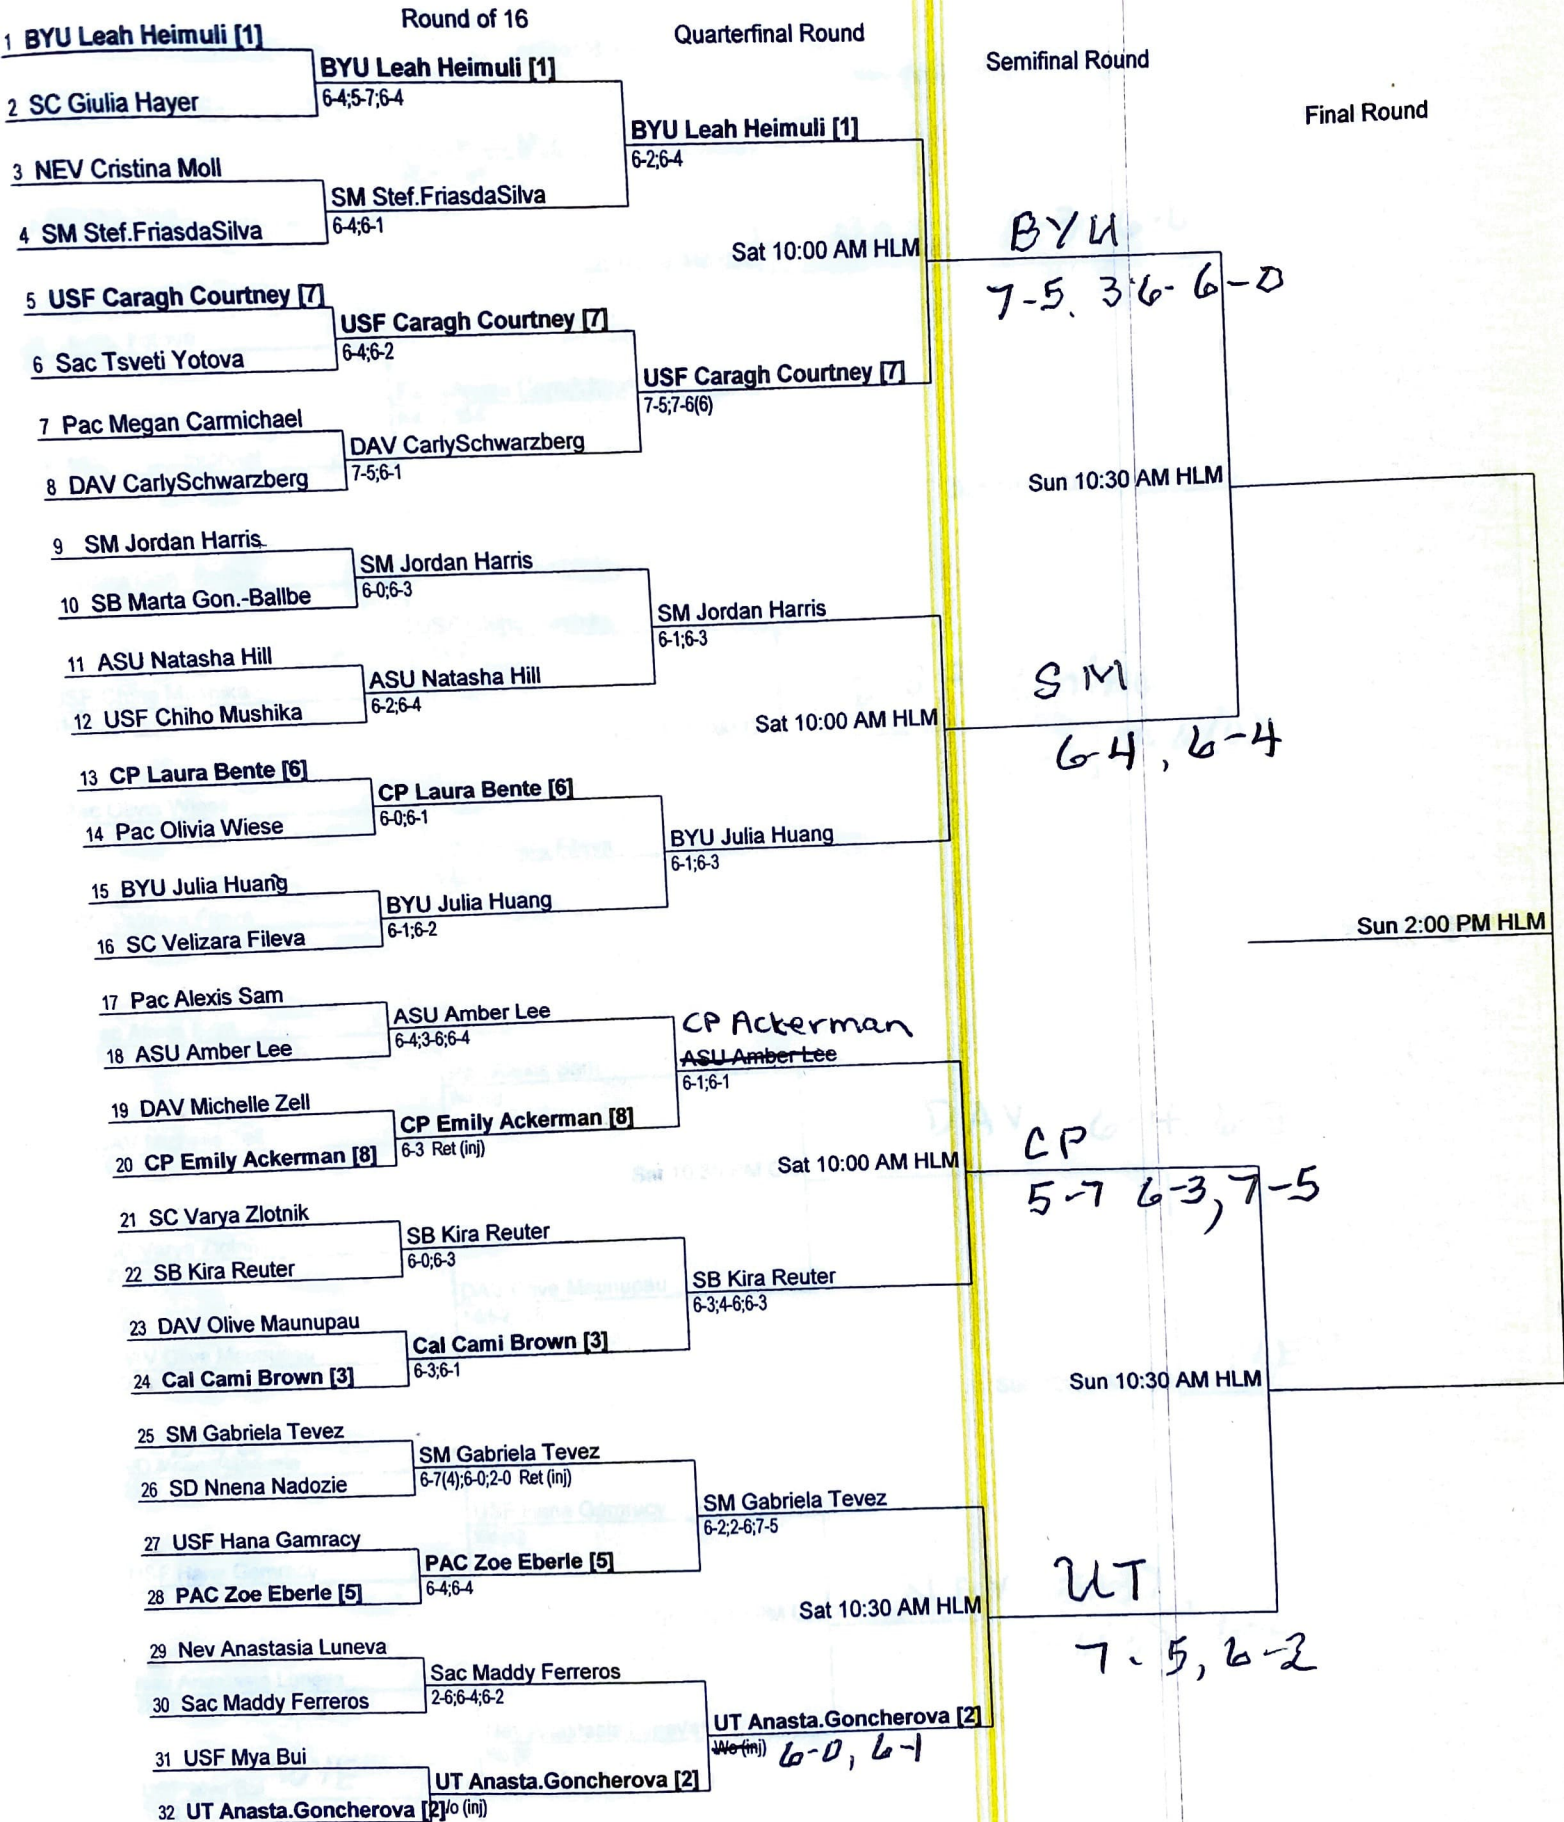 Round of 16
Quarterfinal Round
Semifinal Round
Final Round
1 BYU Leah Heimuli [1]
2 SC Giulia Hayer
3 NEV Cristina Moll
4 SM Stef.FriasdaSilva
5 USF Caragh Courtney [7]
6 Sac Tsveti Yotova
7 Pac Megan Carmichael
8 DAV CarlySchwarzberg
9 SM Jordan Harris
10 SB Marta Gon.-Ballbe
11 ASU Natasha Hill
12 USF Chiho Mushika
13 CP Laura Bente [6]
14 Pac Olivia Wiese
15 BYU Julia Huang
16 SC Velizara Fileva
17 Pac Alexis Sam
18 ASU Amber Lee
19 DAV Michelle Zell
20 CP Emily Ackerman [8]
21 SC Varya Zlotnik
22 SB Kira Reuter
23 DAV Olive Maunupau
24 Cal Cami Brown [3]
25 SM Gabriela Tevez
26 SD Nnena Nadozie
27 USF Hana Gamracy
28 PAC Zoe Eberle [5]
29 Nev Anastasia Luneva
30 Sac Maddy Ferreros
31 USF Mya Bui
32 UT Anasta.Goncherova [2]
BYU Leah Heimuli [1]
6-4;5-7;6-4
SM Stef.FriasdaSilva
6-4;6-1
USF Caragh Courtney [7]
6-4;6-2
DAV CarlySchwarzberg
7-5;6-1
SM Jordan Harris
6-0;6-3
ASU Natasha Hill
6-2;6-4
CP Laura Bente [6]
6-0;6-1
BYU Julia Huang
6-1;6-2
ASU Amber Lee
6-4;3-6;6-4
CP Emily Ackerman [8]
6-3 Ret (inj)
SB Kira Reuter
6-0;6-3
Cal Cami Brown [3]
6-3;6-1
SM Gabriela Tevez
6-7(4);6-0;2-0 Ret (inj)
PAC Zoe Eberle [5]
6-4;6-4
Sac Maddy Ferreros
2-6;6-4;6-2
UT Anasta.Goncherova [2]
/o (inj)
BYU Leah Heimuli [1]
6-2;6-4
USF Caragh Courtney [7]
7-5;7-6(6)
SM Jordan Harris
6-1;6-3
BYU Julia Huang
6-1;6-3
CP Ackerman
ASU Amber Lee
6-1;6-1
SB Kira Reuter
6-3;4-6;6-3
SM Gabriela Tevez
6-2;2-6;7-5
UT Anasta.Goncherova [2]
Wo (inj) 6-0, 6-1
Sat 10:00 AM HLM
BYU
7-5. 3 6- 6-0
Sat 10:00 AM HLM
SM
6-4, 6-4
Sat 10:00 AM HLM
CP
5-7 6-3, 7-5
Sat 10:30 AM HLM
UT
7-5, 6-2
Sun 10:30 AM HLM
Sun 10:30 AM HLM
Sun 2:00 PM HLM